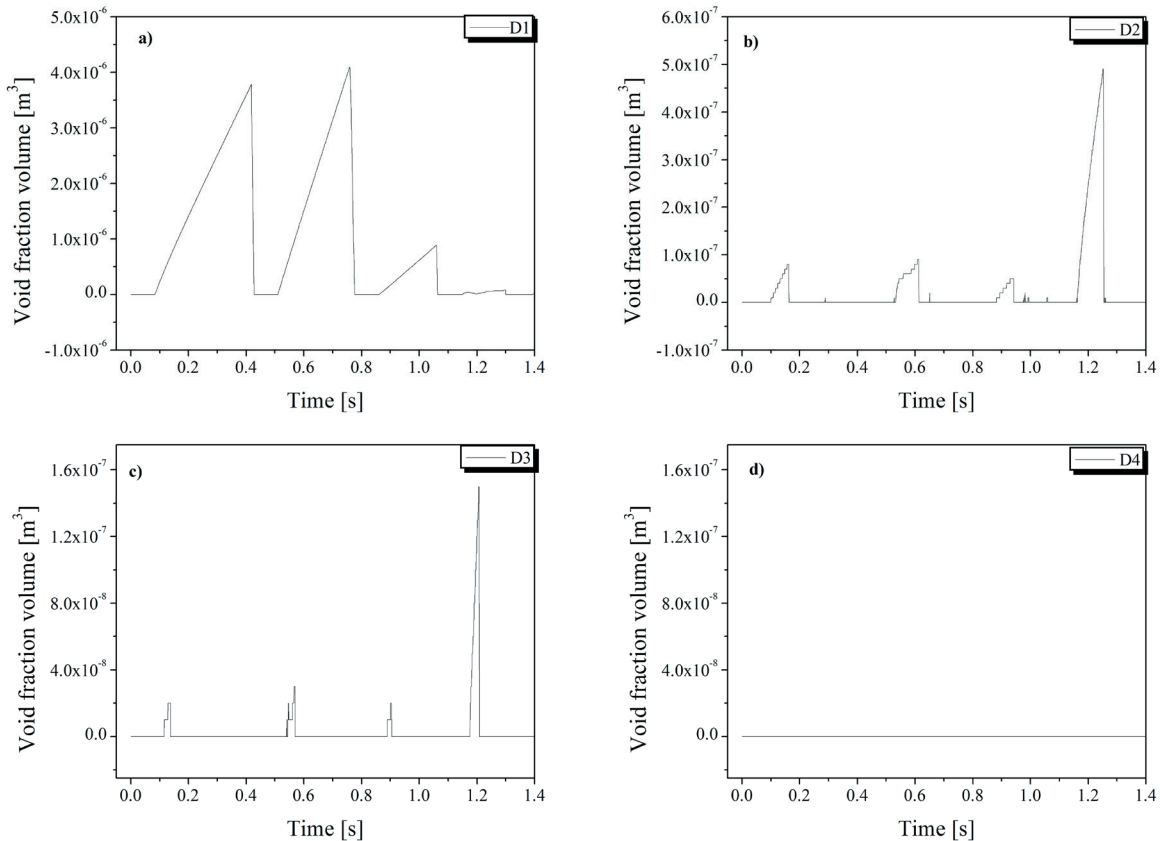 a)
D1
5.0x10⁻⁶
4.0x10⁻⁶
3.0x10⁻⁶
2.0x10⁻⁶
1.0x10⁻⁶
0.0
-1.0x10⁻⁶
Void fraction volume [m³]
0.0 0.2 0.4 0.6 0.8 1.0 1.2 1.4
Time [s]
b)
D2
6.0x10⁻⁷
5.0x10⁻⁷
4.0x10⁻⁷
3.0x10⁻⁷
2.0x10⁻⁷
1.0x10⁻⁷
0.0
-1.0x10⁻⁷
Void fraction volume [m³]
0.0 0.2 0.4 0.6 0.8 1.0 1.2 1.4
Time [s]
c)
D3
1.6x10⁻⁷
1.2x10⁻⁷
8.0x10⁻⁸
4.0x10⁻⁸
0.0
Void fraction volume [m³]
0.0 0.2 0.4 0.6 0.8 1.0 1.2 1.4
Time [s]
d)
D4
1.6x10⁻⁷
1.2x10⁻⁷
8.0x10⁻⁸
4.0x10⁻⁸
0.0
Void fraction volume [m³]
0.0 0.2 0.4 0.6 0.8 1.0 1.2 1.4
Time [s]